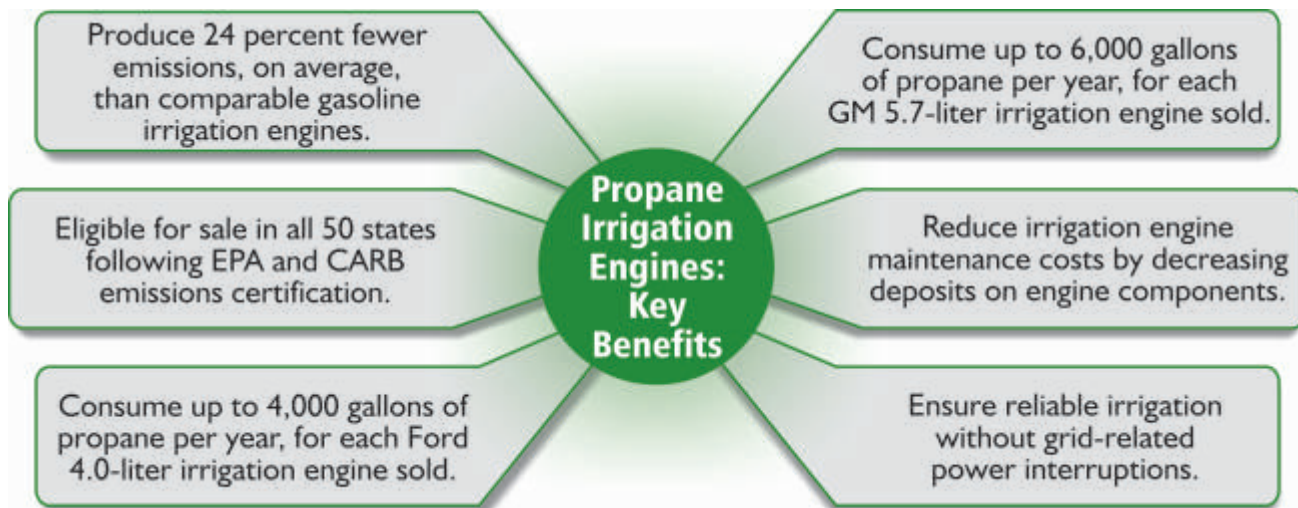 Produce 24 percent fewer
emissions, on average,
than comparable gasoline
irrigation engines.
Eligible for sale in all 50 states
following EPA and CARB
emissions certification.
Consume up to 4,000 gallons of
propane per year, for each Ford
4.0-liter irrigation engine sold.
Propane
Irrigation
Engines:
Key
Benefits
Consume up to 6,000 gallons
of propane per year, for each
GM 5.7-liter irrigation engine sold.
Reduce irrigation engine
maintenance costs by decreasing
deposits on engine components.
Ensure reliable irrigation
without grid-related
power interruptions.